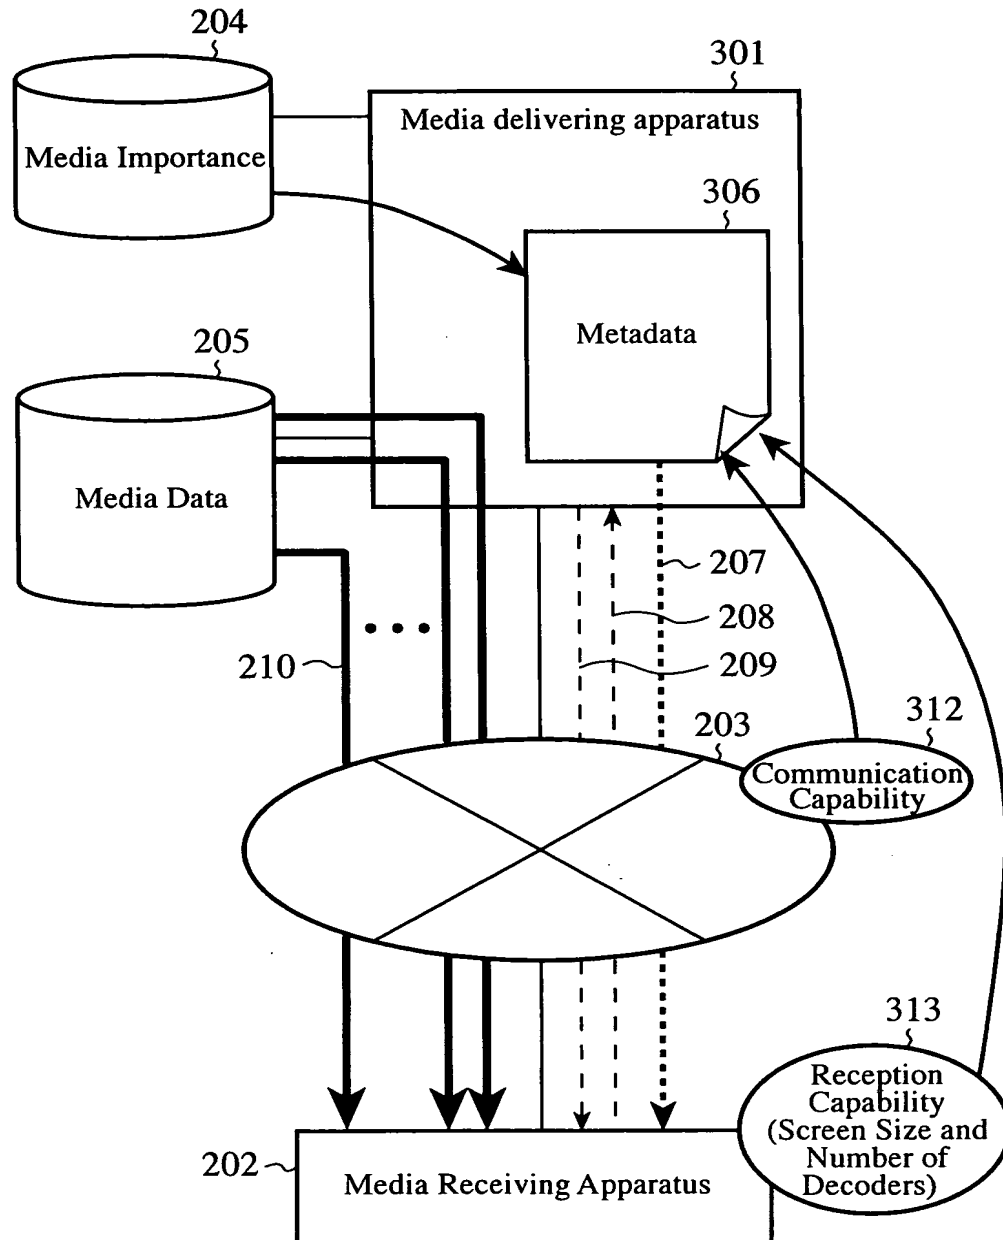 204
301
Media Importance
Media delivering apparatus
306
Metadata
205
Media Data
207
208
209
210
203
312
Communication
Capability
313
Reception
Capability
(Screen Size and
Number of
Decoders)
202
Media Receiving Apparatus